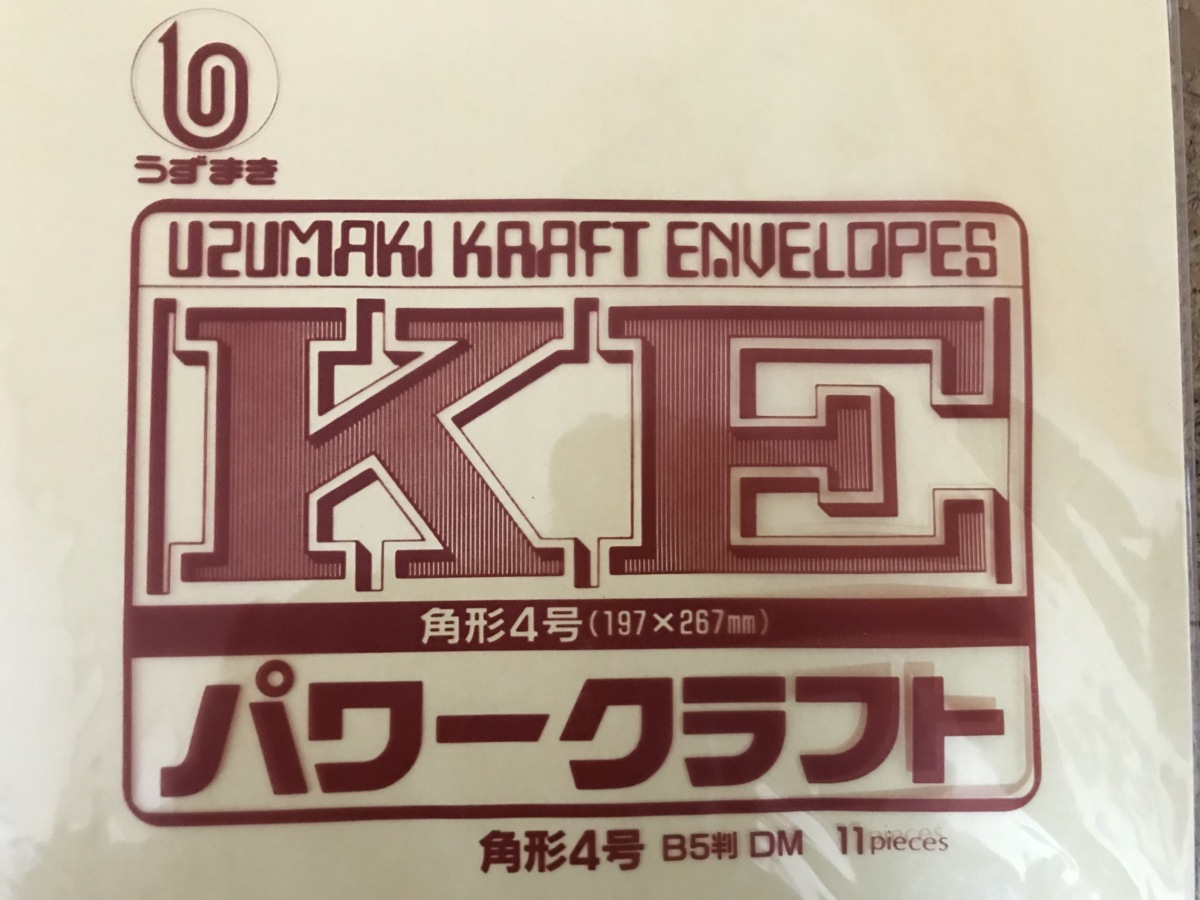 うずまき
UZUMAKI KRAFT ENVELOPES
KE
角形4号(197×267mm)
パワークラフト
角形4号 B5判 DM 11pieces